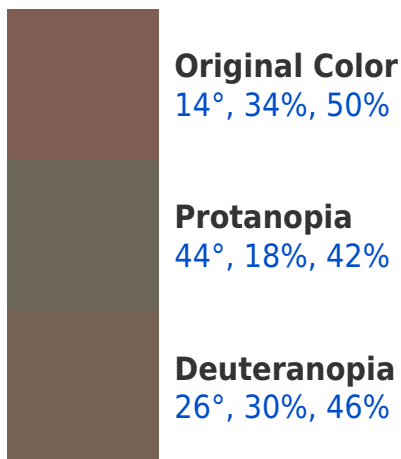 Original Color
14°, 34%, 50%
Protanopia
44°, 18%, 42%
Deuteranopia
26°, 30%, 46%